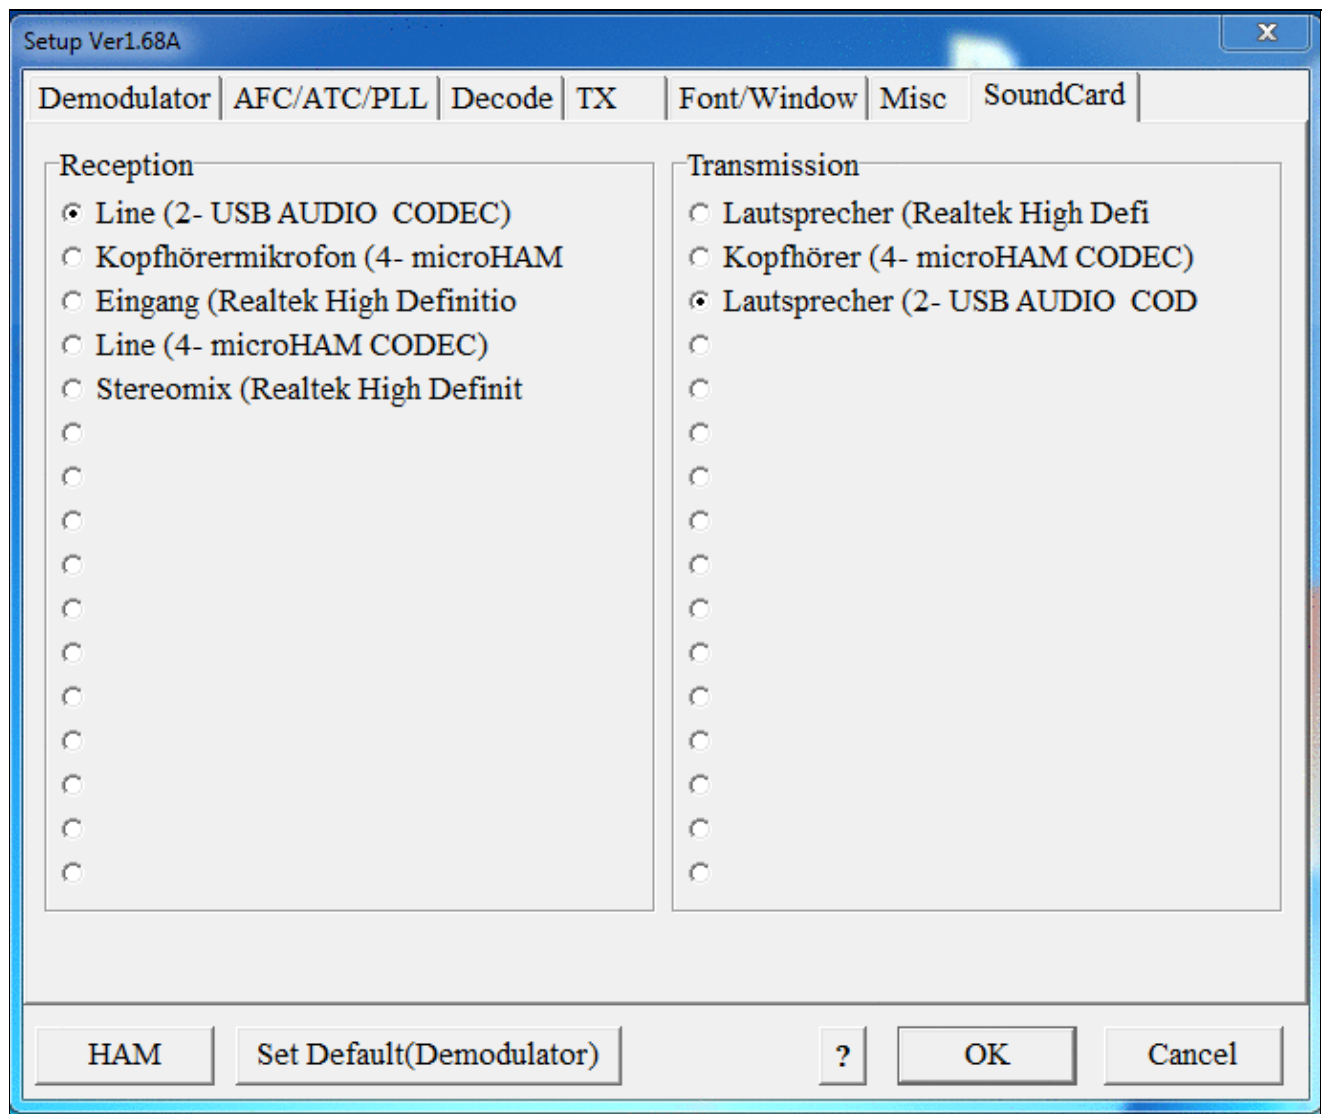 Setup Ver1.68A
x
Demodulator AFC/ATC/PLL Decode TX Font/Window Misc SoundCard
Reception
Line (2- USB AUDIO  CODEC)
Kopfhörermikrofon (4- microHAM
Eingang (Realtek High Definitio
Line (4- microHAM CODEC)
Stereomix (Realtek High Definit
Transmission
Lautsprecher (Realtek High Defi
Kopfhörer (4- microHAM CODEC)
Lautsprecher (2- USB AUDIO  COD
HAM Set Default(Demodulator) ? OK Cancel